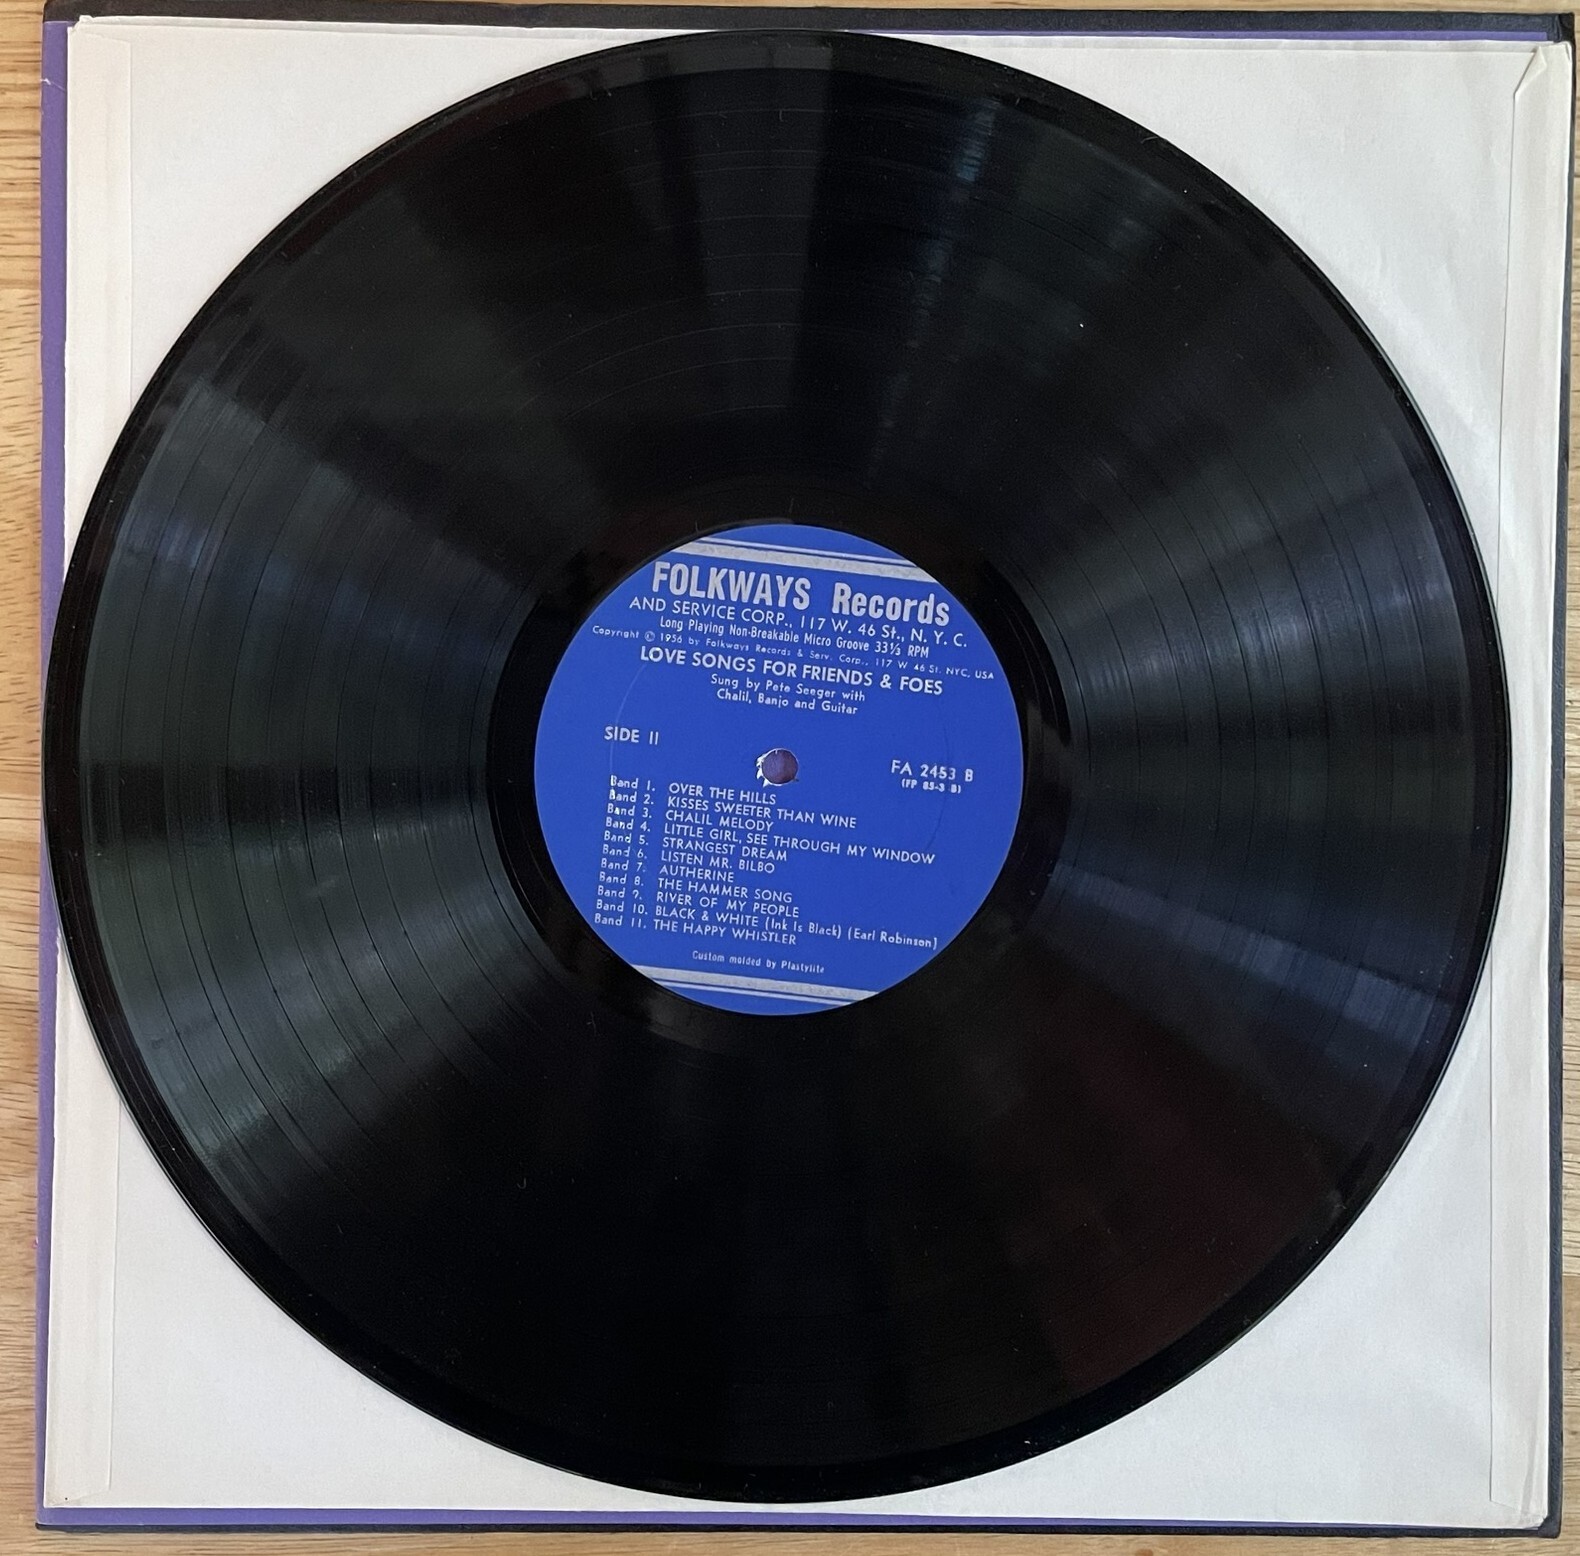 FOLKWAYS Records
AND SERVICE CORP., 117 W. 46 St., N. Y. C.
Long Playing Non-Breakable Micro Groove 33⅓ RPM
Copyright © 1956 by Folkways Records & Serv. Corp., 117 W 46 St. NYC, USA
LOVE SONGS FOR FRIENDS & FOES
Sung by Pete Seeger with
Chalil, Banjo and Guitar
SIDE II
FA 2453 B
(FP 85-3 B)
Band 1. OVER THE HILLS
Band 2. KISSES SWEETER THAN WINE
Band 3. CHALIL MELODY
Band 4. LITTLE GIRL, SEE THROUGH MY WINDOW
Band 5. STRANGEST DREAM
Band 6. LISTEN MR. BILBO
Band 7. AUTHERINE
Band 8. THE HAMMER SONG
Band 9. RIVER OF MY PEOPLE
Band 10. BLACK & WHITE (Ink Is Black) (Earl Robinson)
Band 11. THE HAPPY WHISTLER
Custom molded by Plastylite